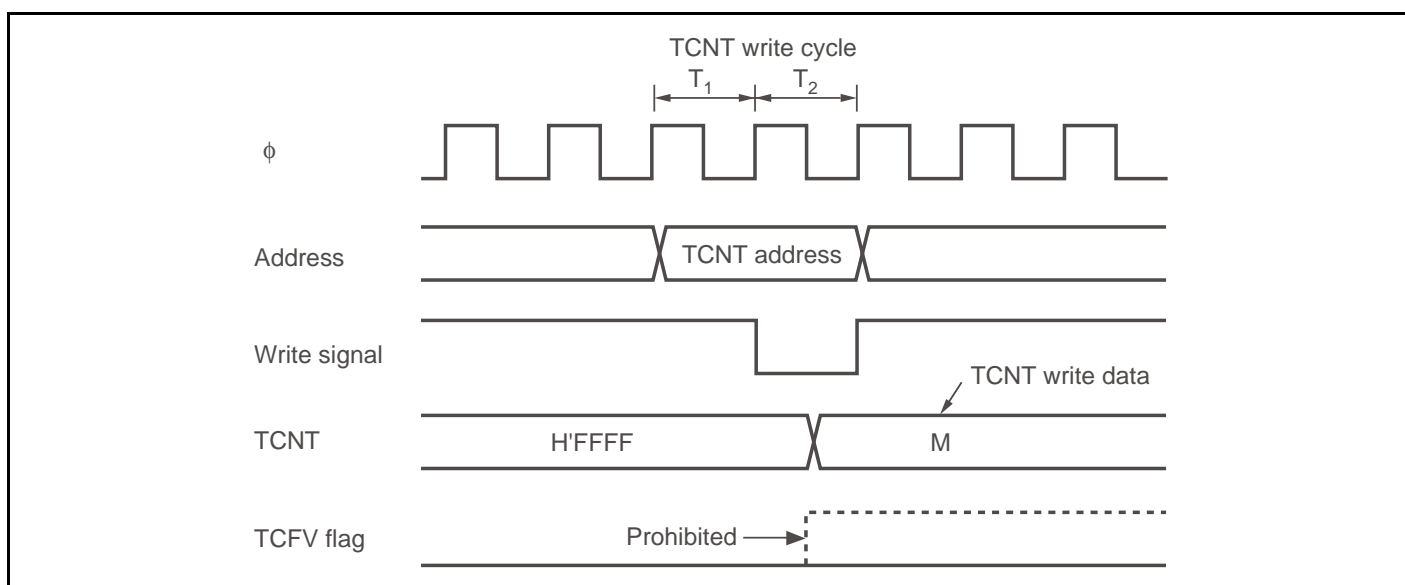 TCNT write cycle
T1 T2
ϕ
Address
TCNT address
Write signal
TCNT write data
TCNT
H'FFFF
M
TCFV flag
Prohibited